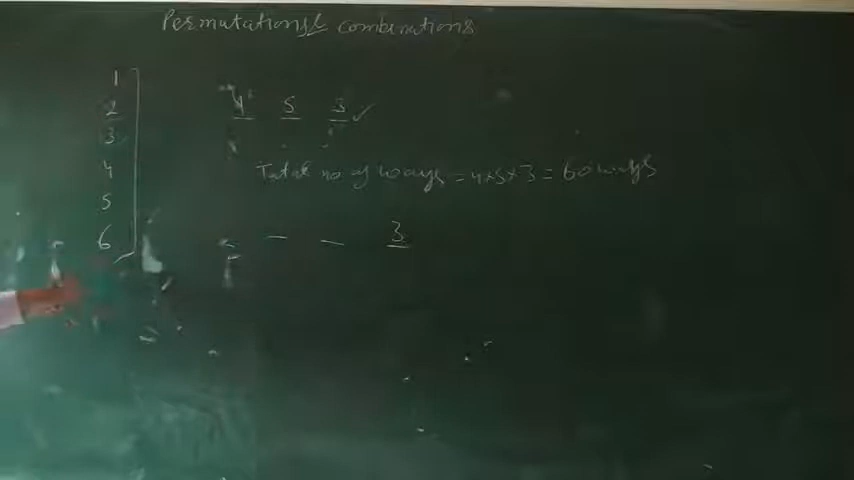 Permutations & combinations
1
2
3
4
5
6
4 5 3 ✓
Total no of ways = 4×5×3 = 60 ways
_ _ 3